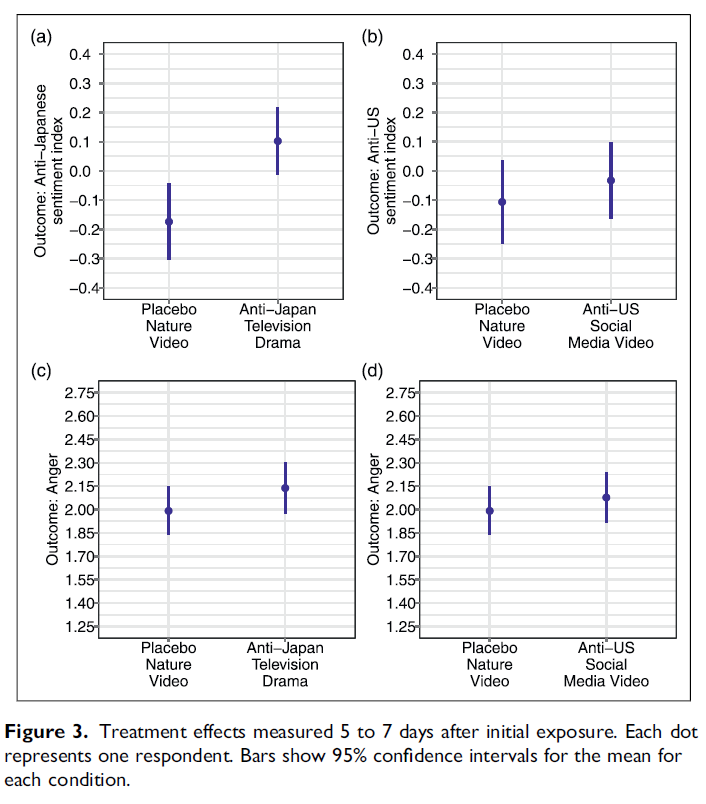 (a)
Outcome: Anti–Japanese
sentiment index
0.4
0.3
0.2
0.1
0.0
−0.1
−0.2
−0.3
−0.4
Placebo
Nature
Video
Anti–Japan
Television
Drama
(b)
Outcome: Anti–US
sentiment index
0.4
0.3
0.2
0.1
0.0
−0.1
−0.2
−0.3
−0.4
Placebo
Nature
Video
Anti–US
Social
Media Video
(c)
Outcome: Anger
2.75
2.60
2.45
2.30
2.15
2.00
1.85
1.70
1.55
1.40
1.25
Placebo
Nature
Video
Anti–Japan
Television
Drama
(d)
Outcome: Anger
2.75
2.60
2.45
2.30
2.15
2.00
1.85
1.70
1.55
1.40
1.25
Placebo
Nature
Video
Anti–US
Social
Media Video
Figure 3. Treatment effects measured 5 to 7 days after initial exposure. Each dot
represents one respondent. Bars show 95% confidence intervals for the mean for
each condition.